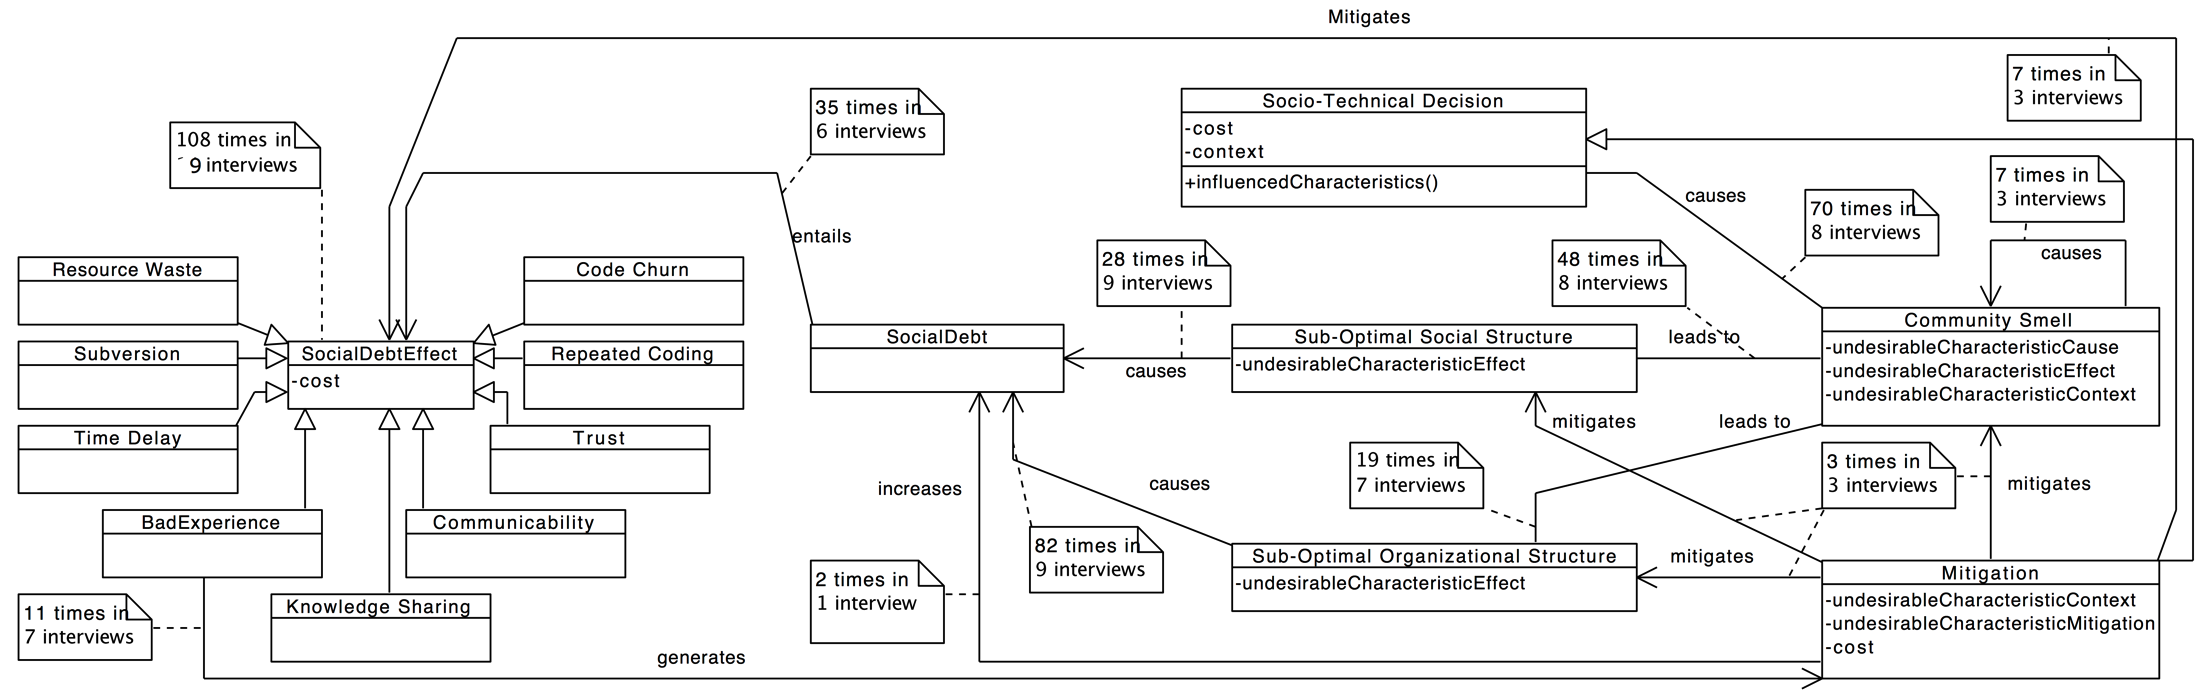 Mitigates
7 times in
3 interviews
35 times in
6 interviews
Socio-Technical Decision
-cost
-context
+influencedCharacteristics()
108 times in
9 interviews
7 times in
3 interviews
causes
70 times in
8 interviews
entails
28 times in
9 interviews
48 times in
8 interviews
causes
Resource Waste
Code Churn
SocialDebt
Sub-Optimal Social Structure
-undesirableCharacteristicEffect
leads to
Community Smell
-undesirableCharacteristicCause
-undesirableCharacteristicEffect
-undesirableCharacteristicContext
Subversion
SocialDebtEffect
-cost
Repeated Coding
causes
Time Delay
Trust
mitigates
leads to
19 times in
7 interviews
3 times in
3 interviews
increases
causes
mitigates
BadExperience
Communicability
82 times in
9 interviews
Sub-Optimal Organizational Structure
-undesirableCharacteristicEffect
mitigates
Mitigation
-undesirableCharacteristicContext
-undesirableCharacteristicMitigation
-cost
2 times in
1 interview
11 times in
7 interviews
Knowledge Sharing
generates